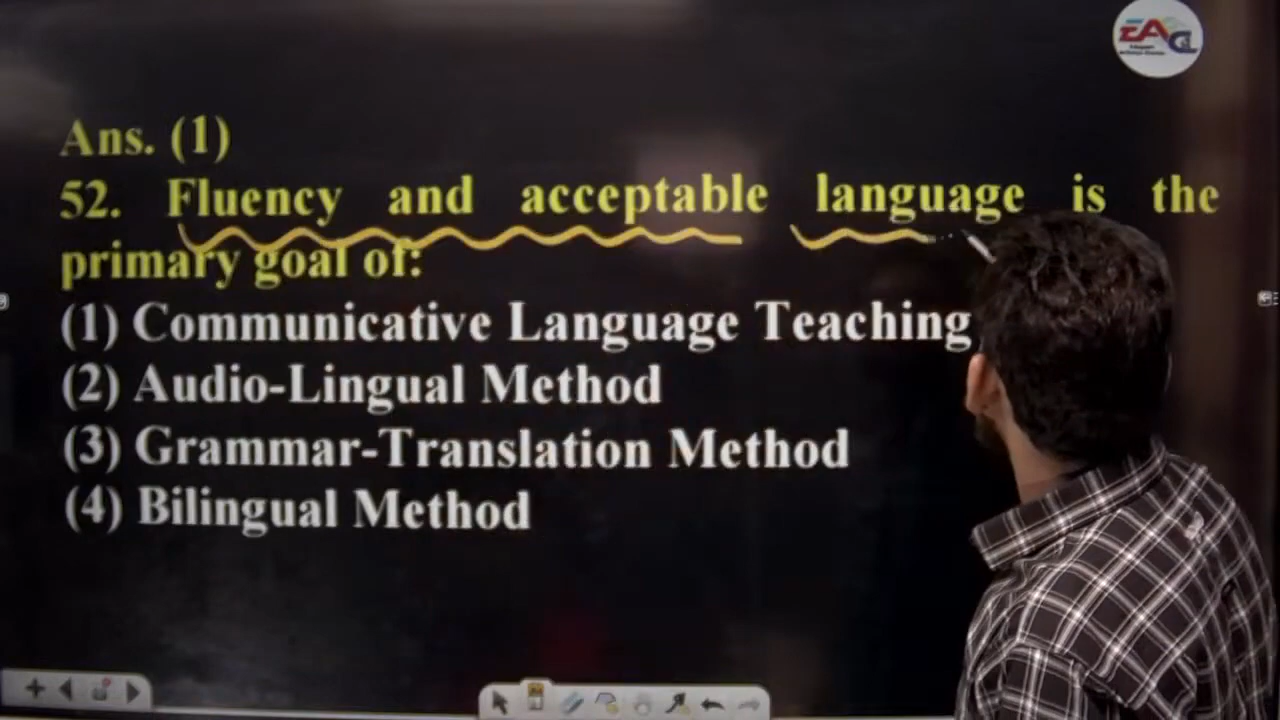 EAC
Ans. (1)
52. Fluency and acceptable language is the
primary goal of:
(1) Communicative Language Teaching
(2) Audio-Lingual Method
(3) Grammar-Translation Method
(4) Bilingual Method